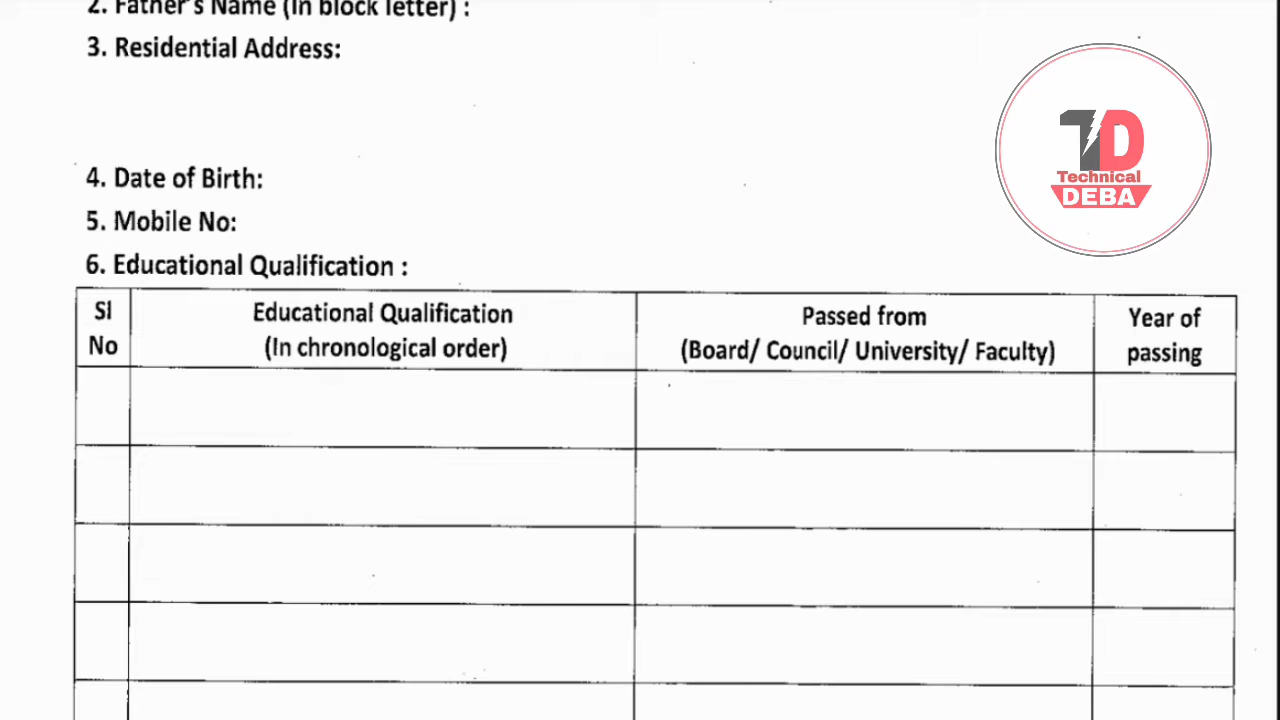 2. Father's Name (In block letter) :
3. Residential Address:
TD
Technical
DEBA
4. Date of Birth:
5. Mobile No:
6. Educational Qualification :
Sl No
Educational Qualification
(In chronological order)
Passed from
(Board/ Council/ University/ Faculty)
Year of
passing